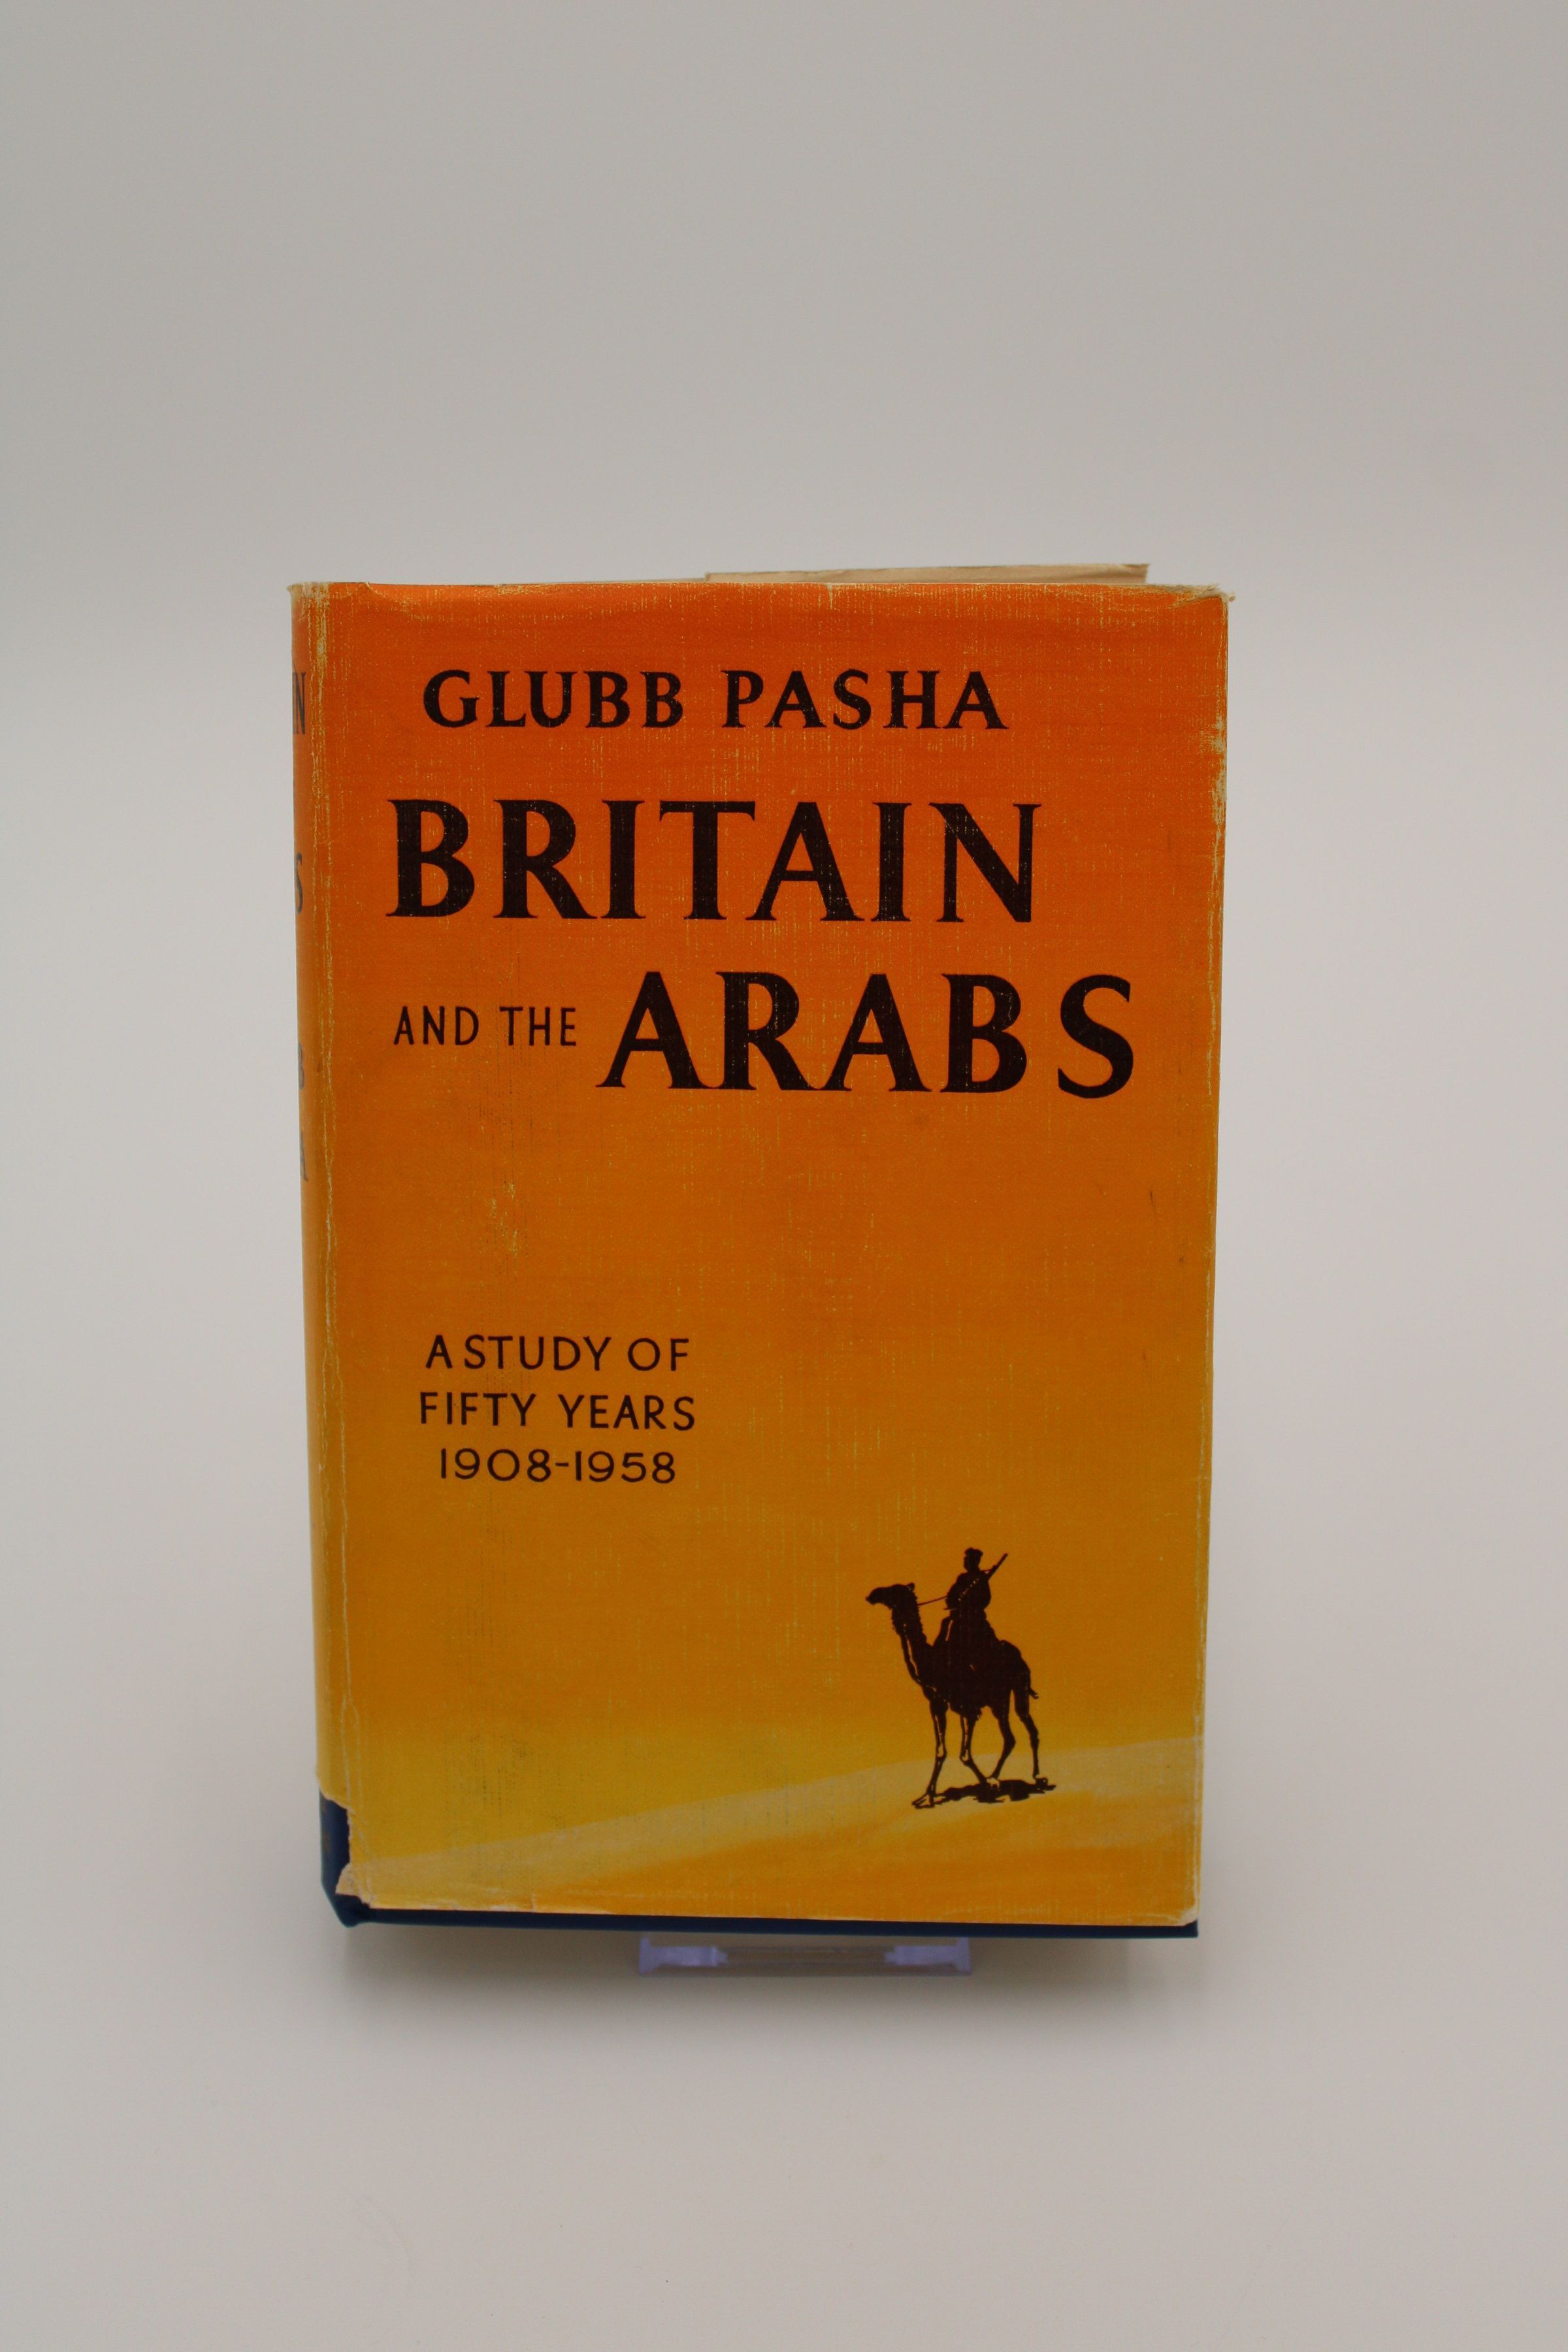 GLUBB PASHA
BRITAIN
AND THE ARABS
A STUDY OF
FIFTY YEARS
1908-1958